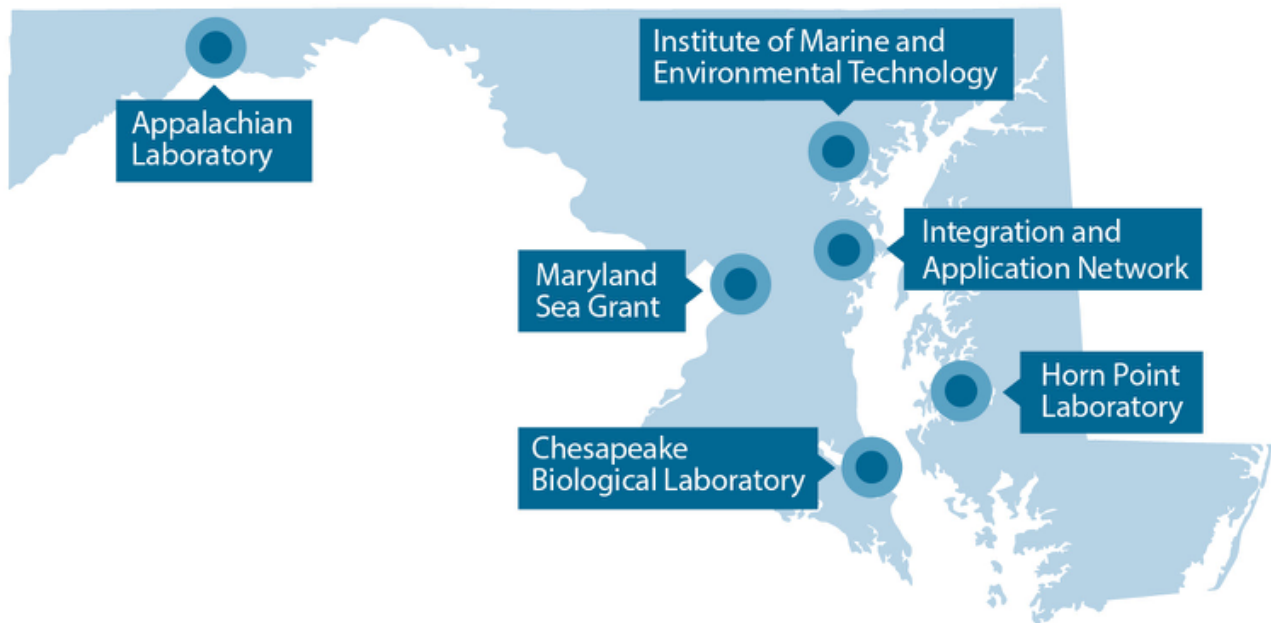 Institute of Marine and
Environmental Technology
Appalachian
Laboratory
Integration and
Application Network
Maryland
Sea Grant
Horn Point
Laboratory
Chesapeake
Biological Laboratory